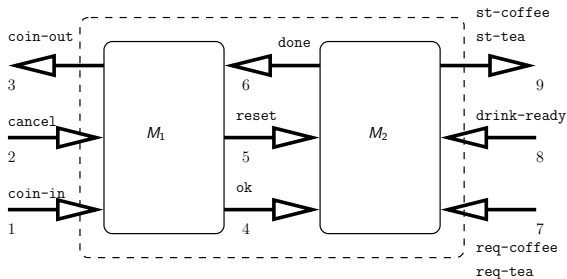 st-coffee
coin-out
done
st-tea
3
6
9
cancel
reset
drink-ready
M1
M2
2
5
8
coin-in
ok
1
4
7
req-coffee
req-tea